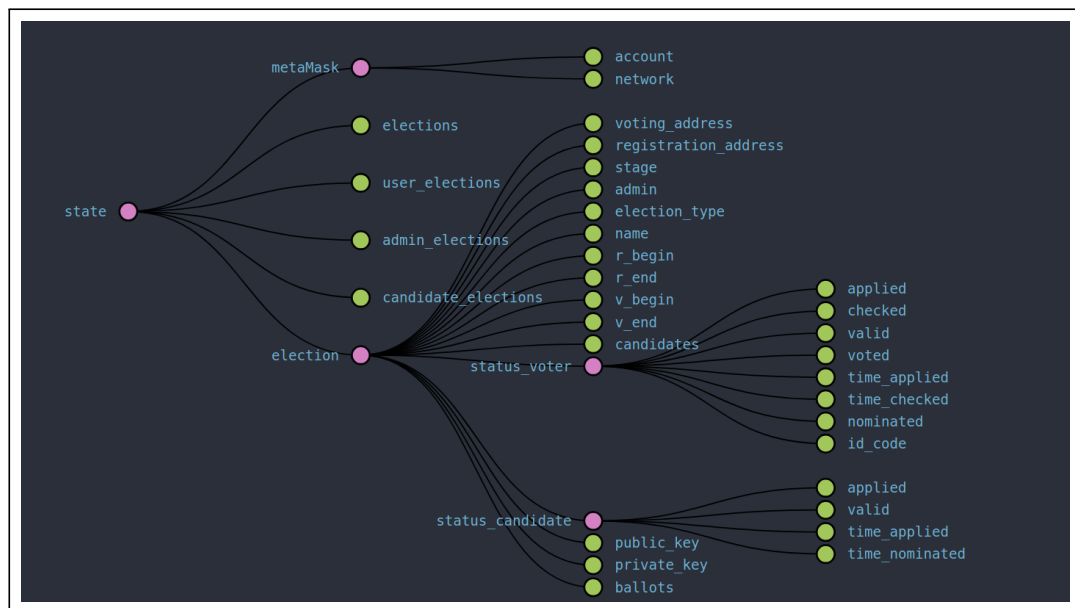 state
metaMask
account
network
elections
user_elections
admin_elections
candidate_elections
election
voting_address
registration_address
stage
admin
election_type
name
r_begin
r_end
v_begin
v_end
candidates
status_voter
applied
checked
valid
voted
time_applied
time_checked
nominated
id_code
status_candidate
applied
valid
time_applied
time_nominated
public_key
private_key
ballots